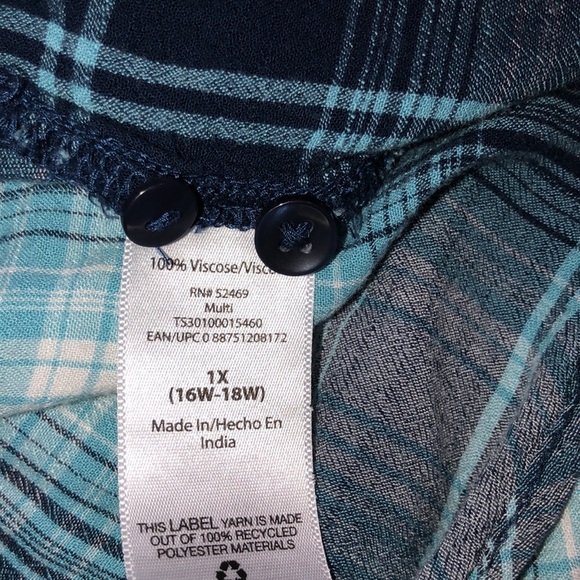 100% Viscose/
RN# 52469
Multi
TS30100015460
EAN/UPC 0 88751208172
1X
(16W-18W)
Made In/Hecho En
India
THIS LABEL YARN IS MADE
OUT OF 100% RECYCLED
POLYESTER MATERIALS